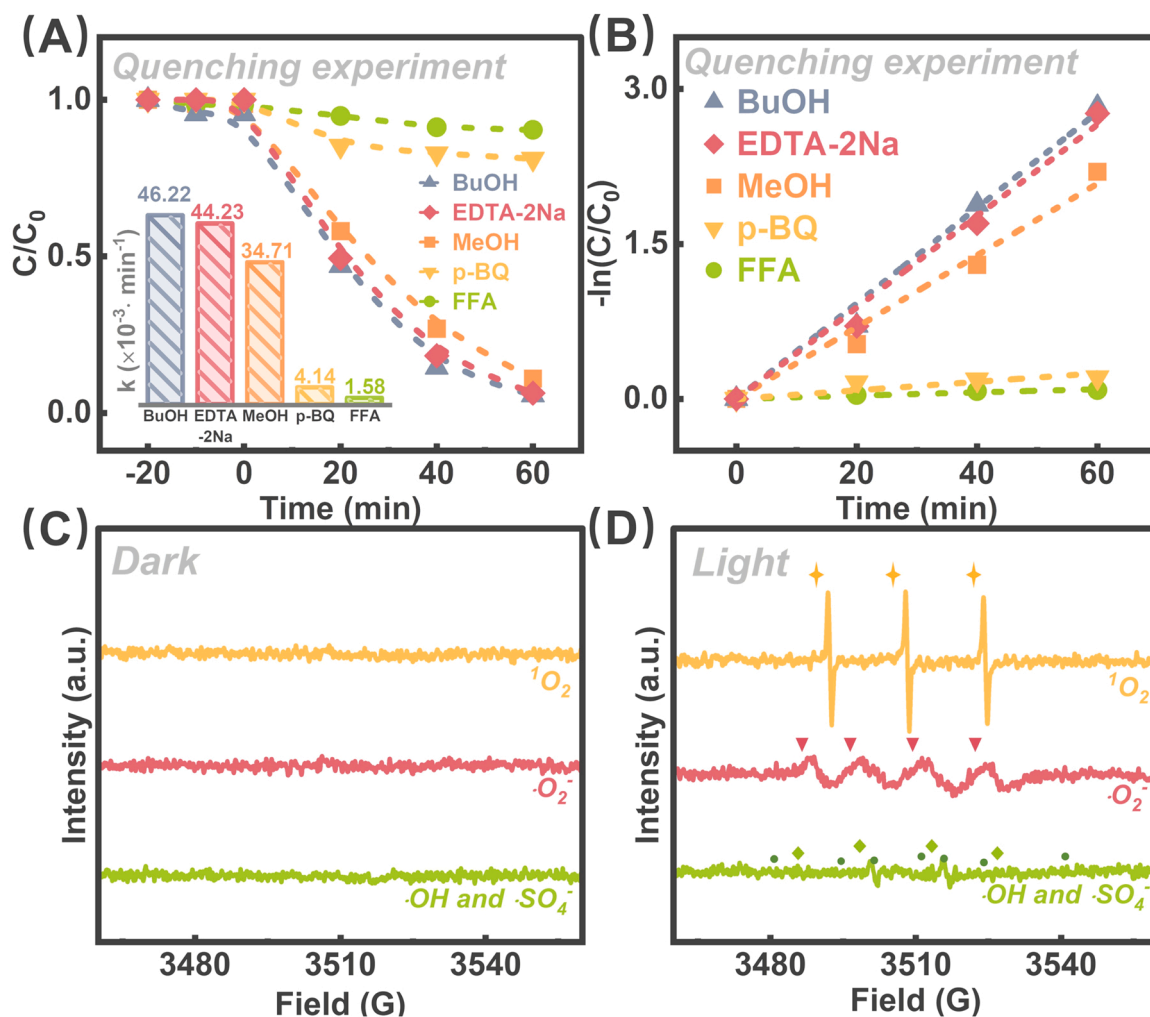 (A)
Quenching experiment
C/C0
1.0
0.5
0.0
BuOH
EDTA-2Na
MeOH
p-BQ
FFA
46.22
44.23
34.71
4.14
1.58
k (×10⁻³· min⁻¹)
BuOH EDTA MeOH p-BQ FFA
-2Na
-20 0 20 40 60
Time (min)
(B)
Quenching experiment
-ln(C/C0)
3.0
1.5
0.0
BuOH
EDTA-2Na
MeOH
p-BQ
FFA
0 20 40 60
Time (min)
(C)
Dark
Intensity (a.u.)
¹O₂
·O₂⁻
·OH and ·SO₄⁻
3480 3510 3540
Field (G)
(D)
Light
Intensity (a.u.)
¹O₂
·O₂⁻
·OH and ·SO₄⁻
3480 3510 3540
Field (G)